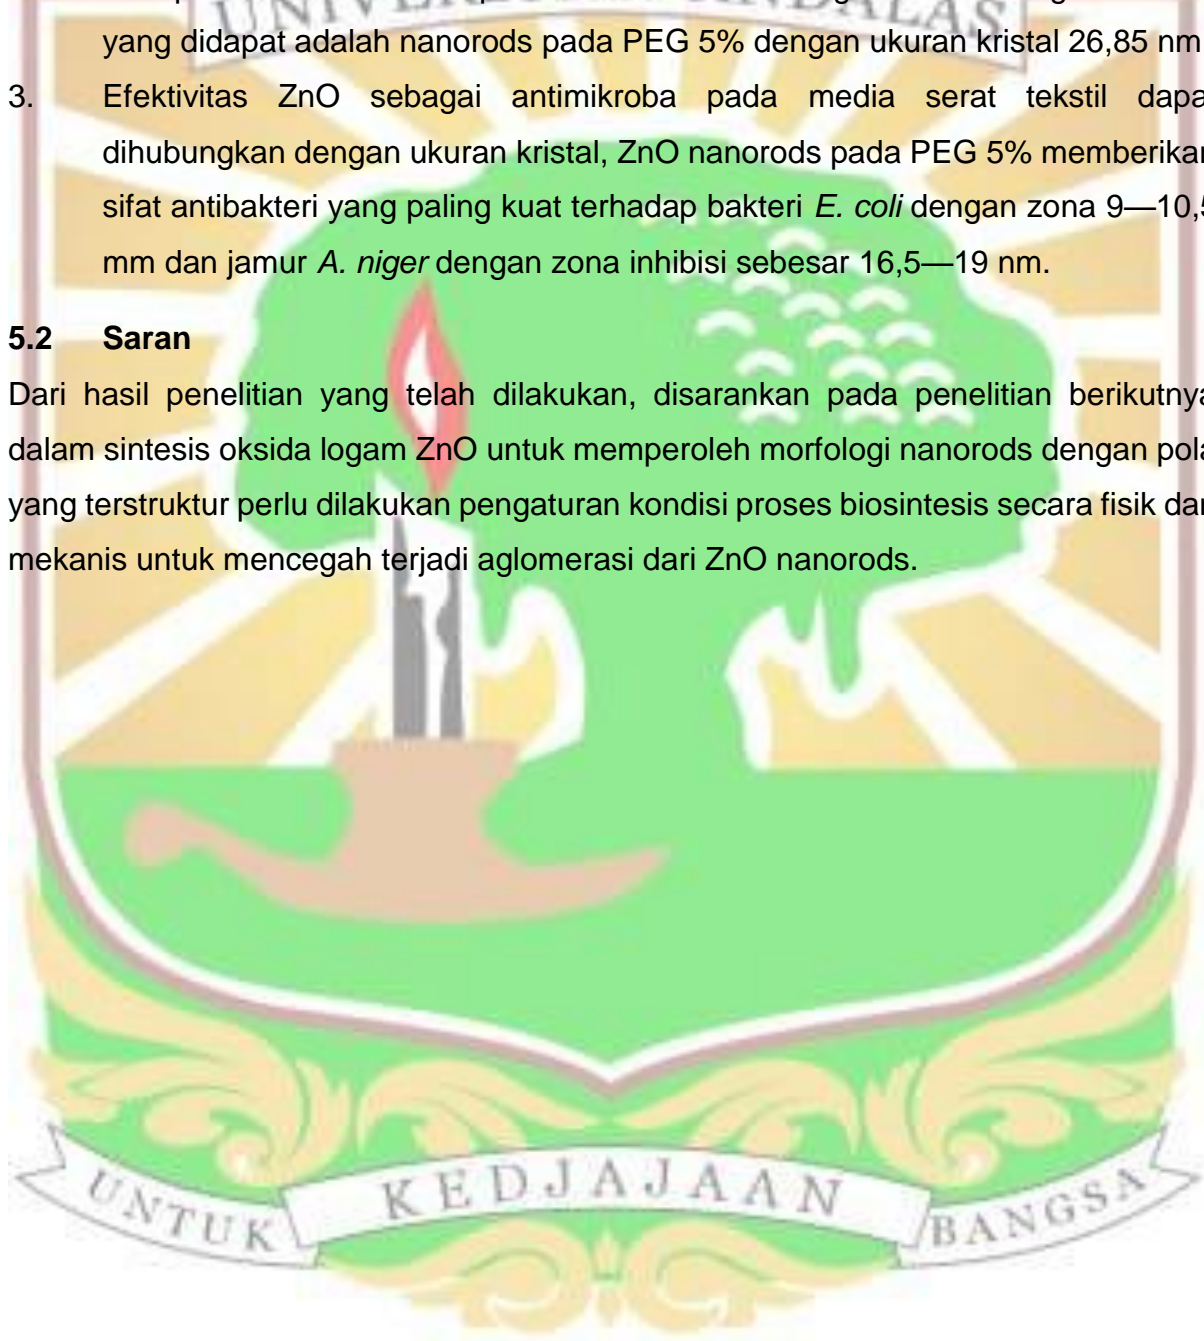 UNIVERSITAS ANDALAS
yang didapat adalah nanorods pada PEG 5% dengan ukuran kristal 26,85 nm
3. Efektivitas ZnO sebagai antimikroba pada media serat tekstil dapa
dihubungkan dengan ukuran kristal, ZnO nanorods pada PEG 5% memberikan
sifat antibakteri yang paling kuat terhadap bakteri E. coli dengan zona 9—10,5
mm dan jamur A. niger dengan zona inhibisi sebesar 16,5—19 nm.
5.2 Saran
Dari hasil penelitian yang telah dilakukan, disarankan pada penelitian berikutnya
dalam sintesis oksida logam ZnO untuk memperoleh morfologi nanorods dengan pola
yang terstruktur perlu dilakukan pengaturan kondisi proses biosintesis secara fisik dan
mekanis untuk mencegah terjadi aglomerasi dari ZnO nanorods.
UNTUK KEDJAJAAN BANGSA